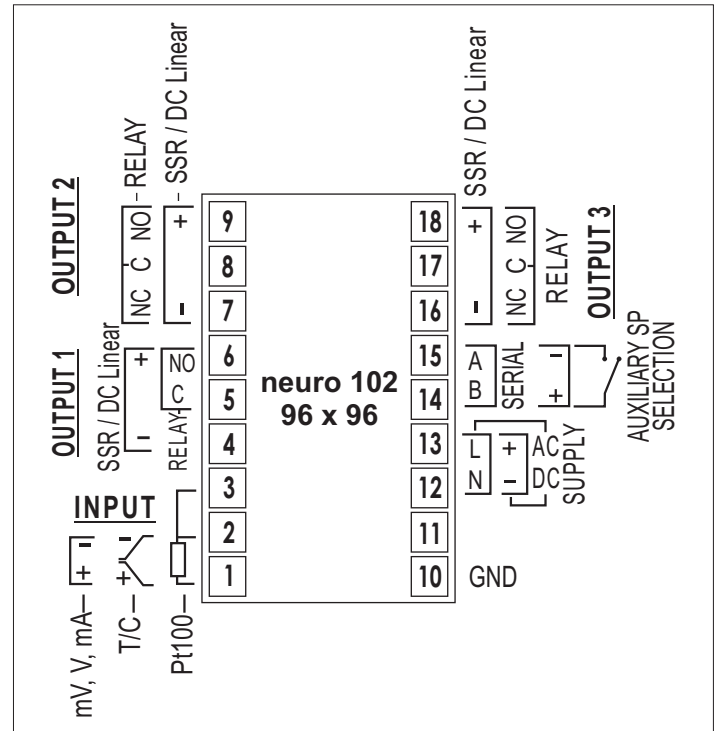 OUTPUT 2
NC C NO
RELAY
- +
SSR / DC Linear
OUTPUT 1
SSR / DC Linear
- +
RELAY
C NO
INPUT
mV, V, mA
+ -
T/C
+ -
Pt100
9
8
7
6
5
4
3
2
1
neuro 102
96 x 96
18
17
16
15
14
13
12
11
10
SSR / DC Linear
- +
NC C NO
RELAY
OUTPUT 3
A
B
SERIAL
-
+
AUXILIARY SP
SELECTION
L
N
+
-
AC
DC
SUPPLY
GND